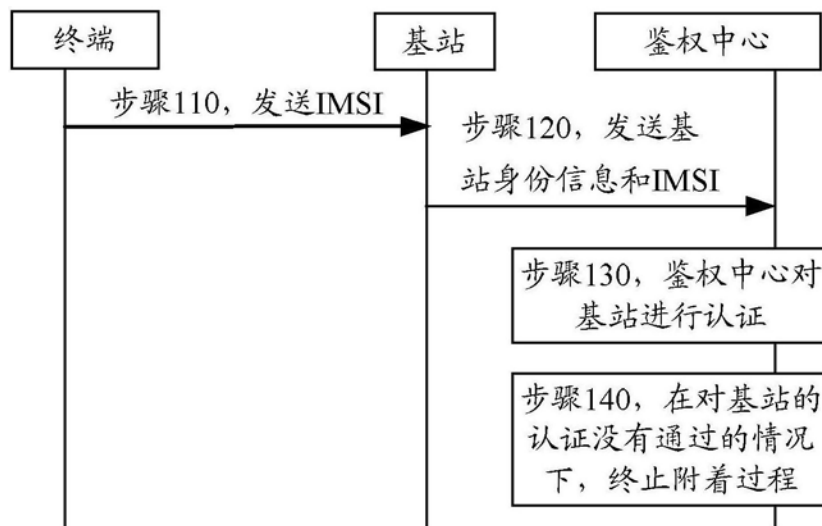 终端
基站
鉴权中心
步骤110，发送IMSI
步骤120，发送基
站身份信息和IMSI
步骤130，鉴权中心对
基站进行认证
步骤140，在对基站的
认证没有通过的情况
下，终止附着过程